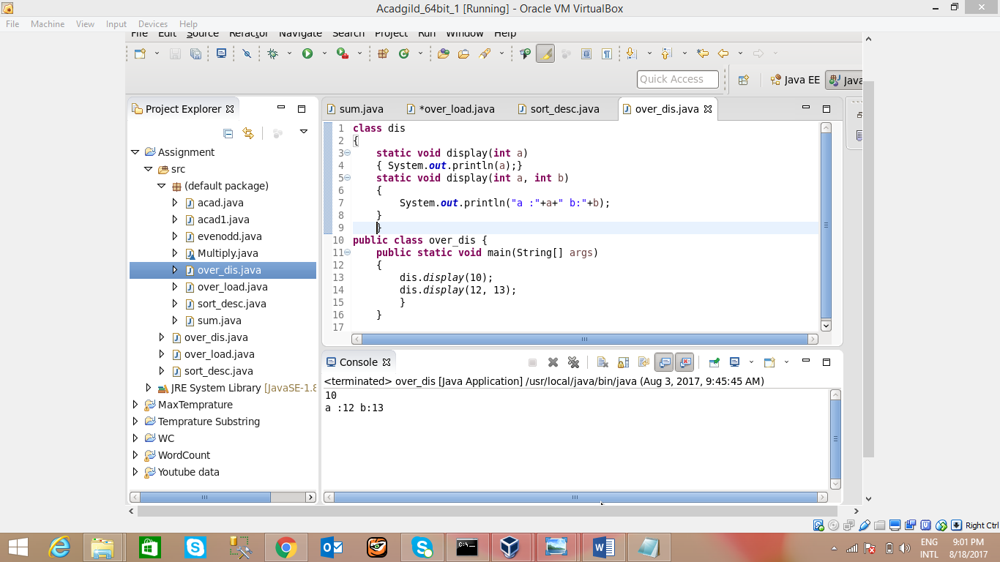 Acadgild_64bit_1 [Running] - Oracle VM VirtualBox
File Machine View Input Devices Help
File Edit Source Refactor Navigate Search Project Run Window Help
Quick Access
Java EE
Java
Project Explorer
sum.java
*over_load.java
sort_desc.java
over_dis.java
Assignment
src
(default package)
acad.java
acad1.java
evenodd.java
Multiply.java
over_dis.java
over_load.java
sort_desc.java
sum.java
over_dis.java
over_load.java
sort_desc.java
JRE System Library [JavaSE-1.8
MaxTemprature
Temprature Substring
WC
WordCount
Youtube data
1 class dis
2 {
3 static void display(int a)
4 { System.out.println(a);}
5 static void display(int a, int b)
6 {
7 System.out.println("a :"+a+" b:"+b);
8 }
9 }
10 public class over_dis {
11 public static void main(String[] args)
12 {
13 dis.display(10);
14 dis.display(12, 13);
15 }
16 }
17
Console
<terminated> over_dis [Java Application] /usr/local/java/bin/java (Aug 3, 2017, 9:45:45 AM)
10
a :12 b:13
Right Ctrl
ENG
INTL
9:01 PM
8/18/2017